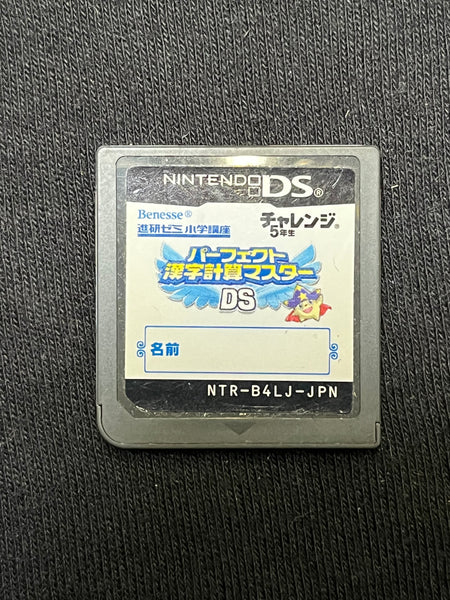 NINTENDO DS®
Benesse®
進研ゼミ小学講座
チャレンジ®
5年生
パーフェクト
漢字計算マスター
DS
名前
NTR-B4LJ-JPN